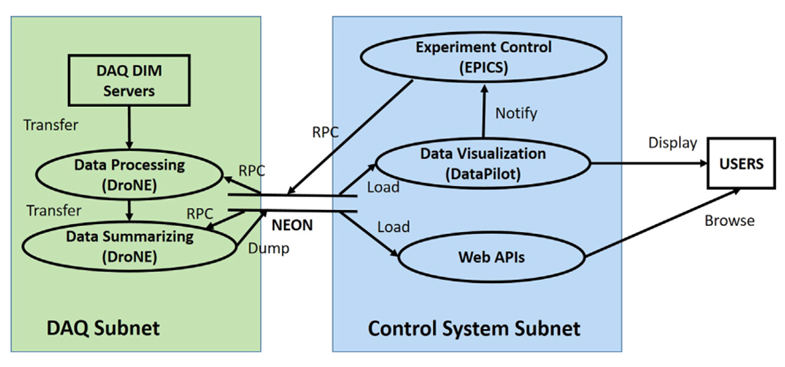 DAQ DIM
Servers
Transfer
Data Processing
(DroNE)
RPC
Transfer
RPC
Data Summarizing
(DroNE)
Dump
NEON
DAQ Subnet
Experiment Control
(EPICS)
RPC
Notify
Data Visualization
(DataPilot)
Load
Load
Web APIs
Control System Subnet
Display
USERS
Browse